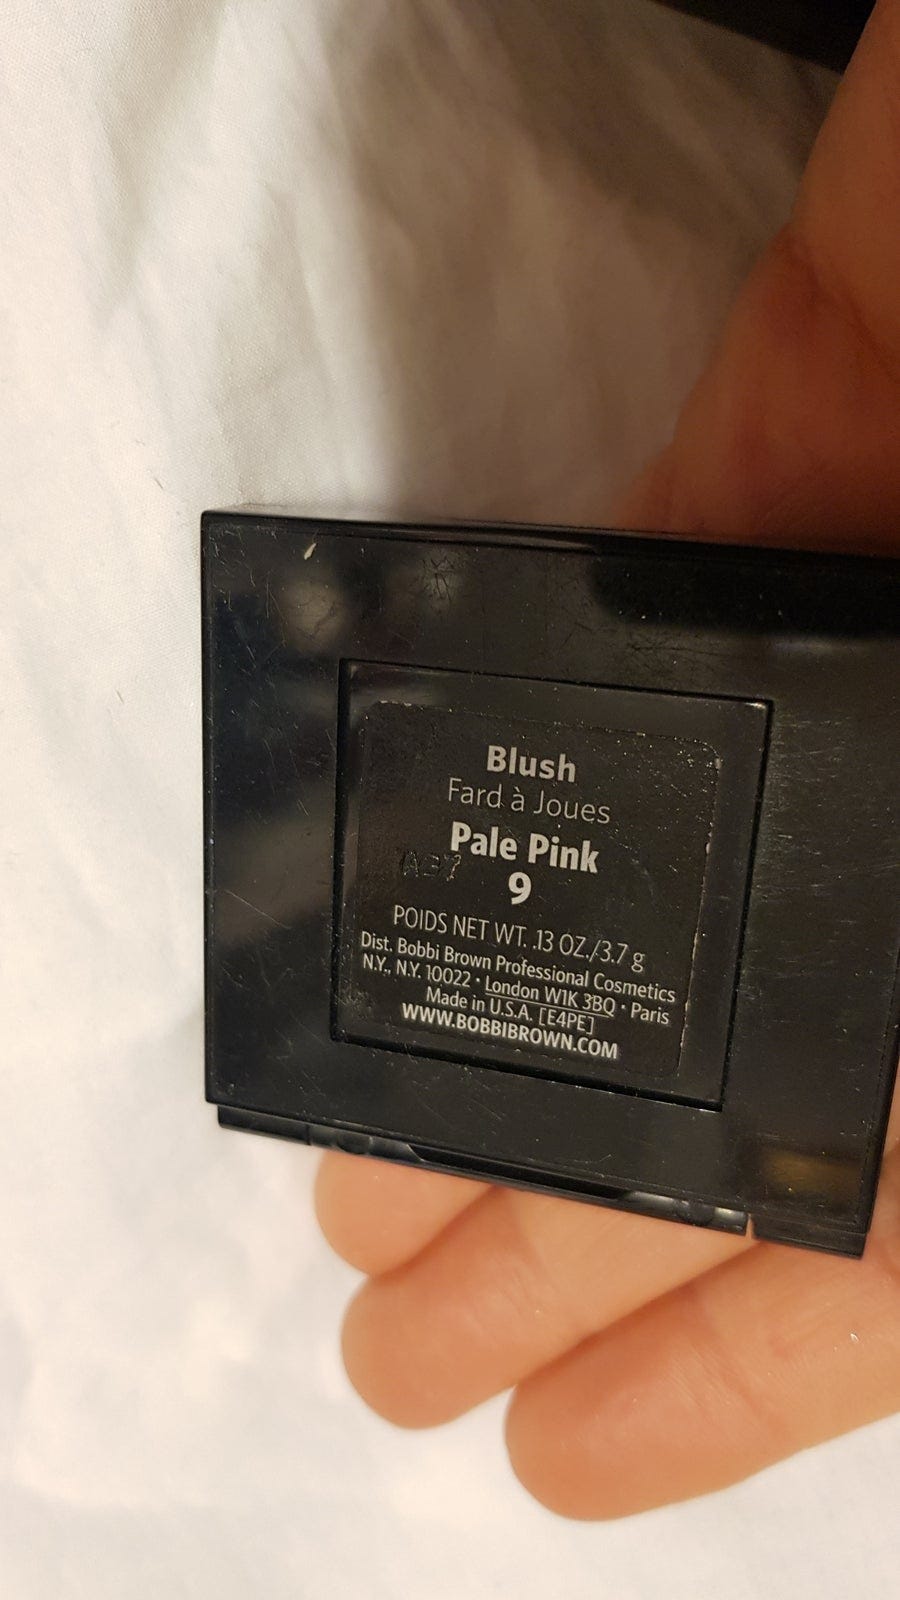 Blush
Fard à Joues
Pale Pink
9
POIDS NET WT. .13 OZ./3.7 g
Dist. Bobbi Brown Professional Cosmetics
N.Y., N.Y. 10022 · London W1K 3BQ · Paris
Made in U.S.A. [E4PE]
WWW.BOBBIBROWN.COM